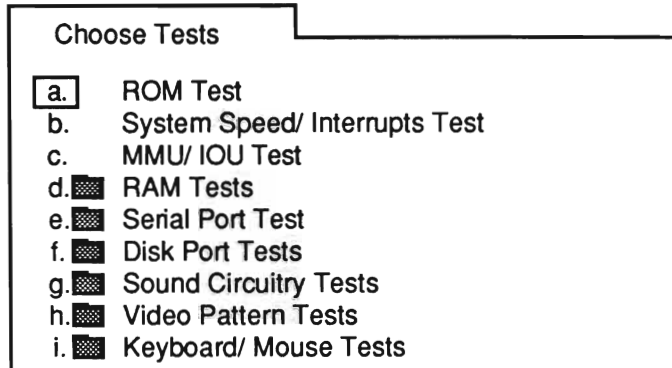 Choose Tests
a. ROM Test
b. System Speed/ Interrupts Test
c. MMU/ IOU Test
d. RAM Tests
e. Serial Port Test
f. Disk Port Tests
g. Sound Circuitry Tests
h. Video Pattern Tests
i. Keyboard/ Mouse Tests